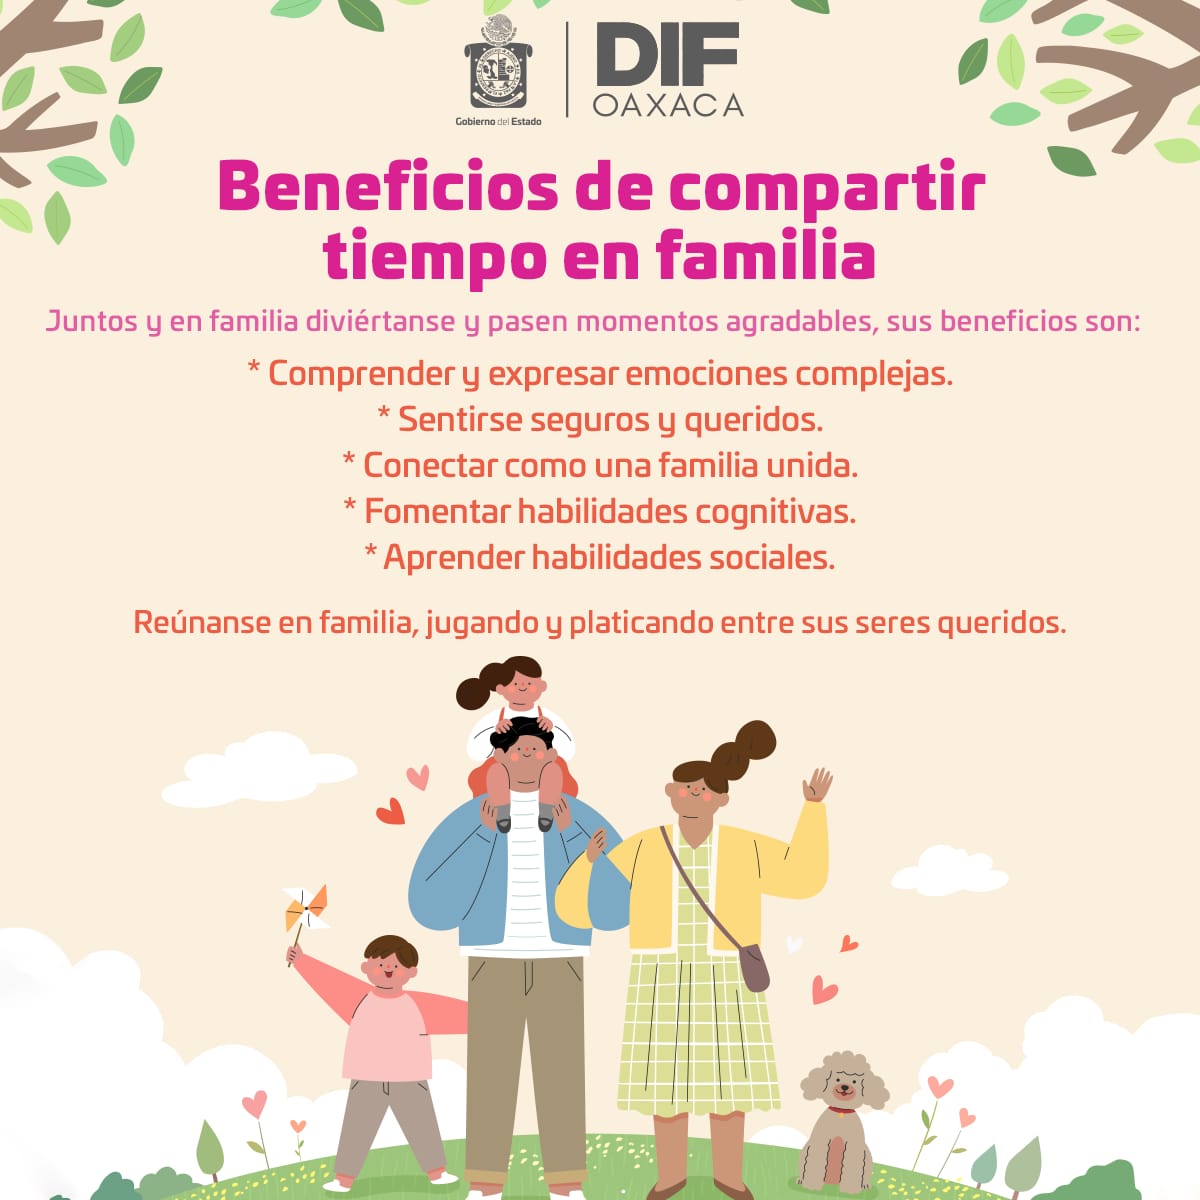 Gobierno del Estado
DIF
OAXACA
Beneficios de compartir
tiempo en familia
Juntos y en familia diviértanse y pasen momentos agradables, sus beneficios son:
* Comprender y expresar emociones complejas.
* Sentirse seguros y queridos.
* Conectar como una familia unida.
* Fomentar habilidades cognitivas.
* Aprender habilidades sociales.
Reúnanse en familia, jugando y platicando entre sus seres queridos.